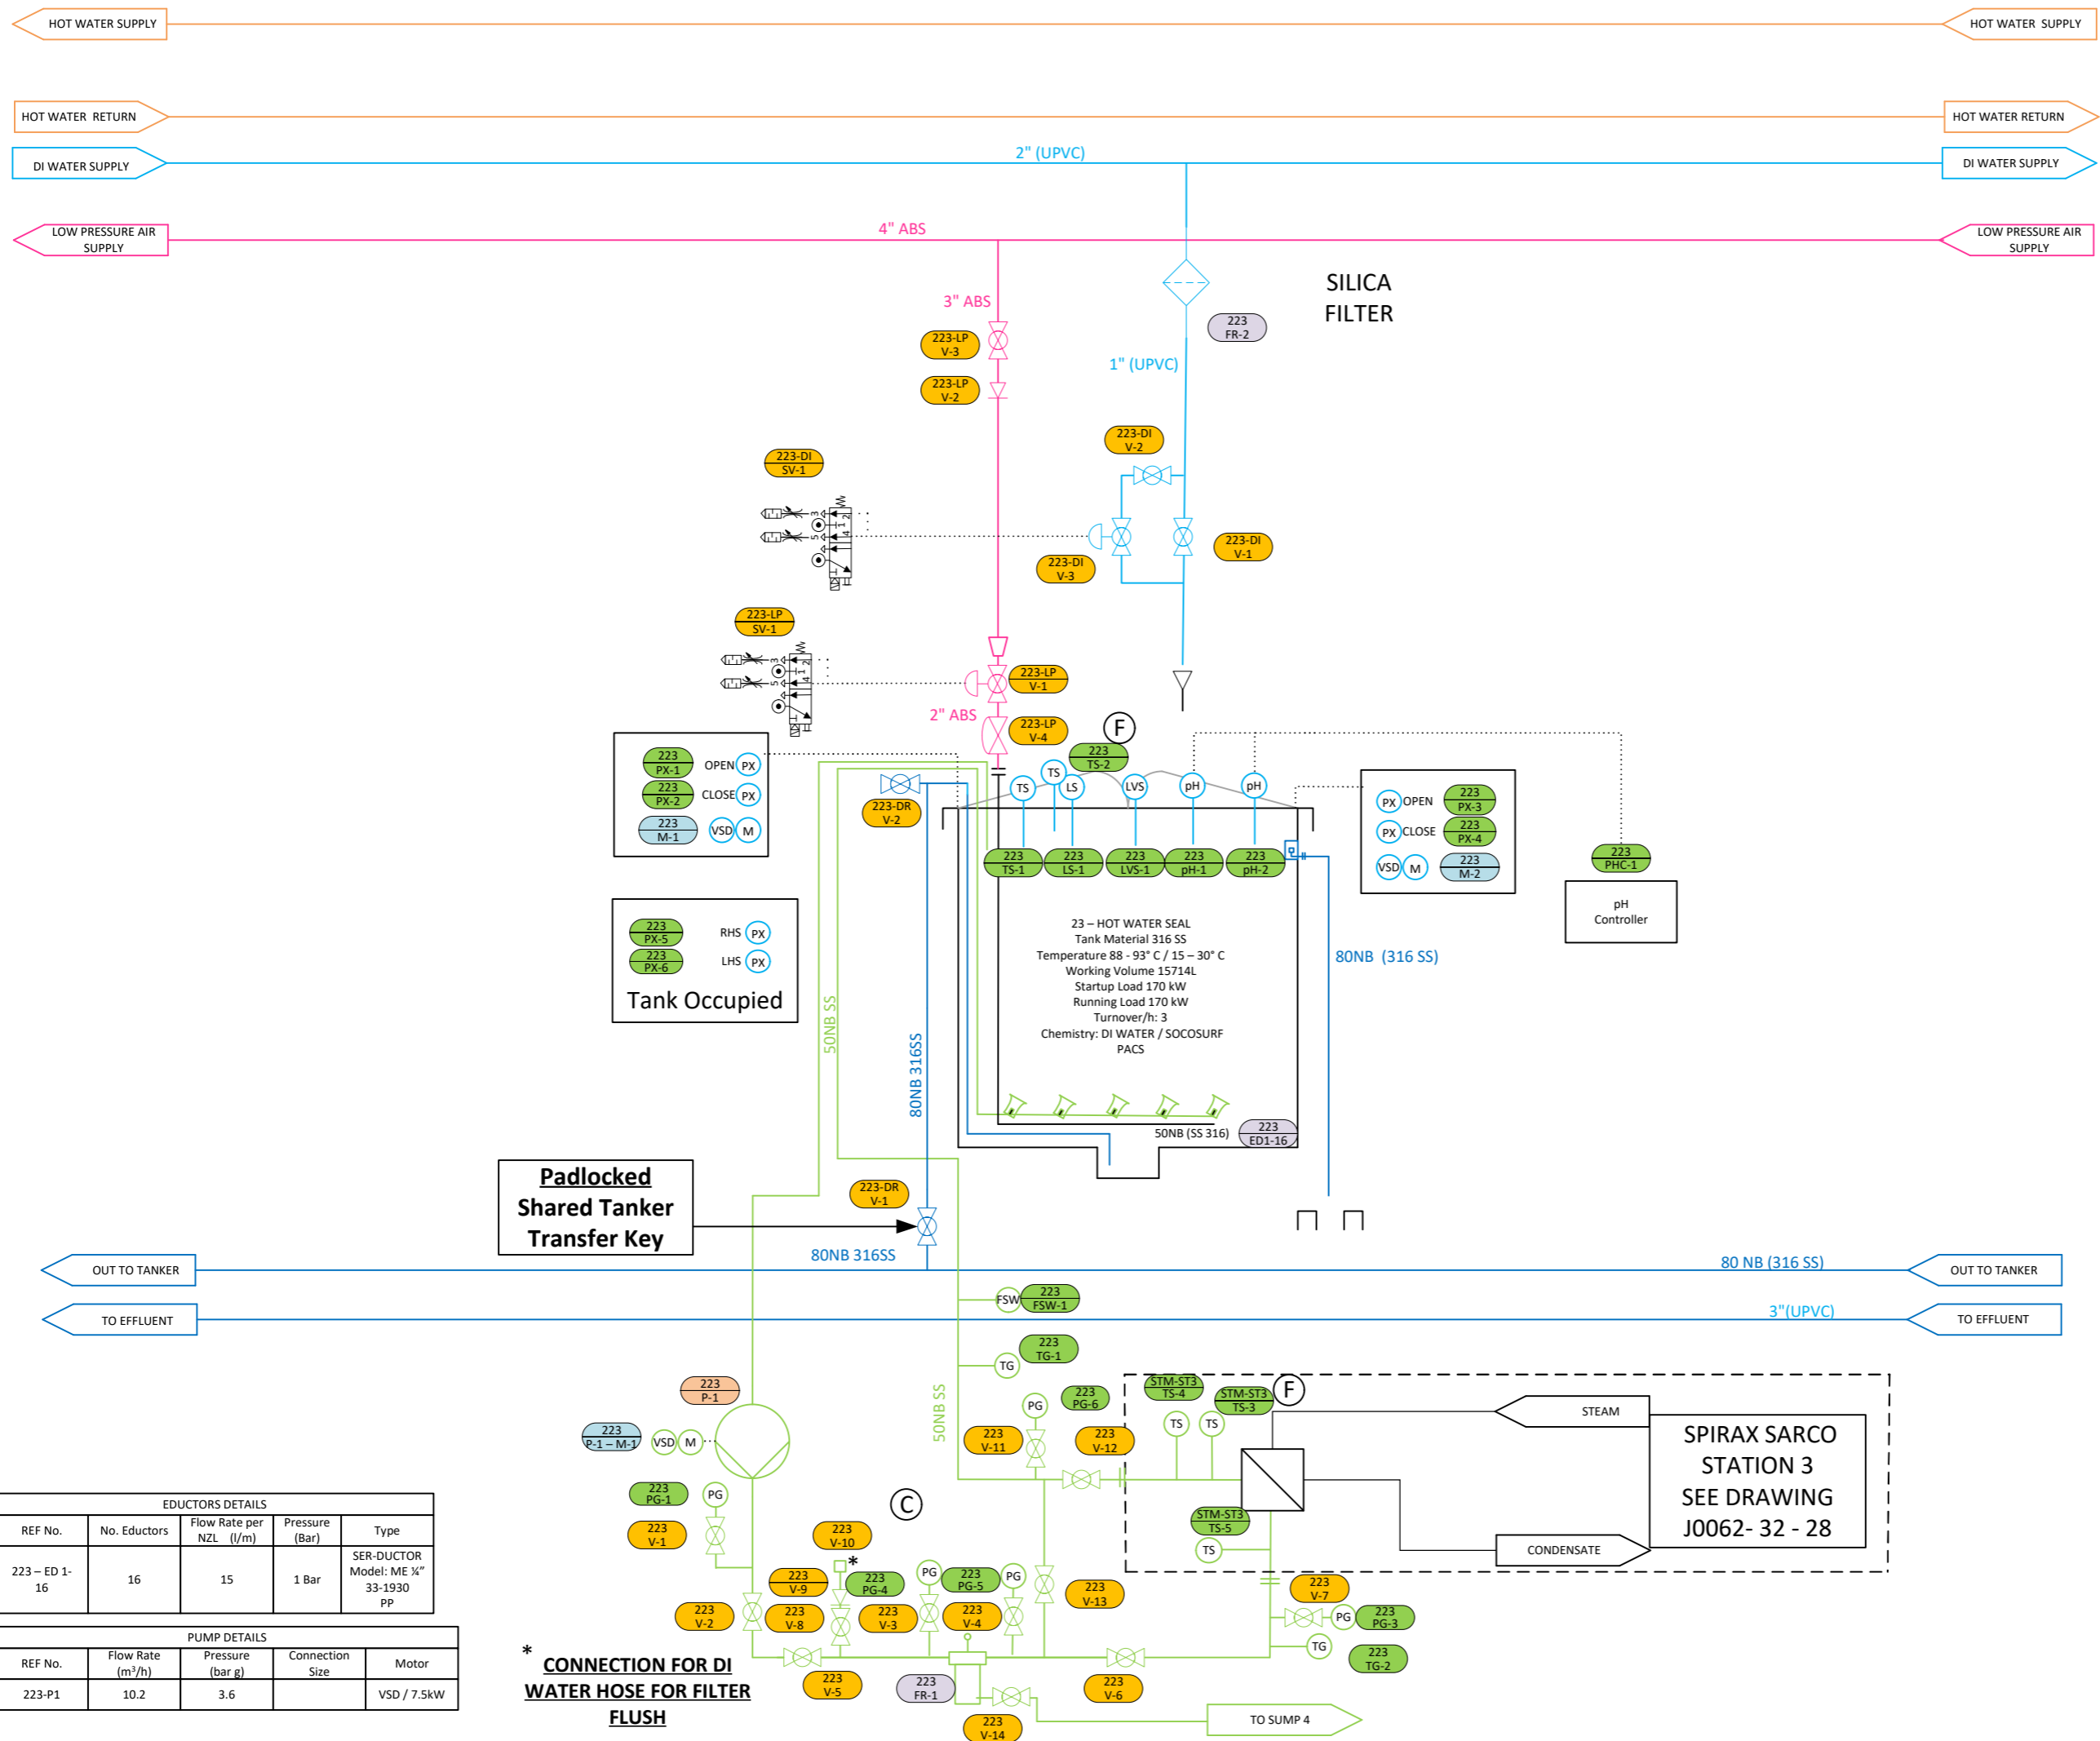 HOT WATER SUPPLY
HOT WATER  SUPPLY
HOT WATER  RETURN
HOT WATER RETURN
DI WATER SUPPLY
2" (UPVC)
DI WATER SUPPLY
LOW PRESSURE AIR
SUPPLY
4" ABS
LOW PRESSURE AIR
SUPPLY
3" ABS
SILICA
FILTER
223
FR-2
223-LP
V-3
1" (UPVC)
223-LP
V-2
223-DI
V-2
223-DI
SV-1
3
1 2
5
4
223-DI
V-1
223-DI
V-3
223-LP
SV-1
3
1 2
5
4
223-LP
V-1
2" ABS
223-LP
V-4
F
223
TS-2
223
PX-1
OPEN
PX
223
PX-2
CLOSE
PX
223
M-1
VSD
M
223-DR
V-2
TS
TS
LS
LVS
pH
pH
PX
OPEN
223
PX-3
PX
CLOSE
223
PX-4
VSD
M
223
M-2
223
PHC-1
pH
Controller
223
TS-1
223
LS-1
223
LVS-1
223
pH-1
223
pH-2
223
PX-5
RHS
PX
223
PX-6
LHS
PX
Tank Occupied
23 – HOT WATER SEAL
Tank Material 316 SS
Temperature 88 - 93° C / 15 – 30° C
Working Volume 15714L
Startup Load 170 kW
Running Load 170 kW
Turnover/h: 3
Chemistry: DI WATER / SOCOSURF
PACS
80NB  (316 SS)
50NB SS
80NB 316SS
50NB (SS 316)
223
ED1-16
Padlocked
Shared Tanker
Transfer Key
223-DR
V-1
80NB 316SS
OUT TO TANKER
80 NB (316 SS)
OUT TO TANKER
TO EFFLUENT
3"(UPVC)
TO EFFLUENT
FSW
223
FSW-1
TG
223
TG-1
50NB SS
223
P-1
223
P-1 – M-1
VSD
M
223
PG-6
PG
223
V-11
223
V-12
STM-ST3
TS-4
STM-ST3
TS-3
F
TS
TS
STEAM
SPIRAX SARCO
STATION 3
SEE DRAWING
J0062- 32 - 28
STM-ST3
TS-5
TS
CONDENSATE
223
PG-1
PG
223
V-1
C
223
V-10
*
223
V-9
223
PG-4
PG
223
PG-5
PG
223
V-2
223
V-8
223
V-3
223
V-4
223
V-13
223
V-7
PG
223
PG-3
TG
223
TG-2
223
V-5
223
FR-1
223
V-6
223
V-14
TO SUMP 4
* CONNECTION FOR DI
WATER HOSE FOR FILTER
FLUSH
EDUCTORS DETAILS
REF No.
No. Eductors
Flow Rate per
NZL    (l/m)
Pressure
(Bar)
Type
223 – ED 1-
16
16
15
1 Bar
SER-DUCTOR
Model: ME ¼”
33-1930
PP
PUMP DETAILS
REF No.
Flow Rate
(m³/h)
Pressure
(bar g)
Connection
Size
Motor
223-P1
10.2
3.6
VSD / 7.5kW